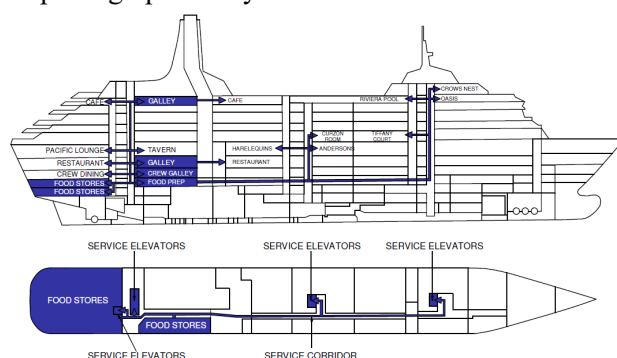 CROWS NEST
CAFE GALLEY CAFE RIVIERA POOL OASIS
CURZON ROOM TIFFANY COURT
PACIFIC LOUNGE TAVERN HARELEQUINS ANDERSONS
RESTAURANT GALLEY RESTAURANT
CREW DINING CREW GALLEY
FOOD STORES FOOD PREP
FOOD STORES
SERVICE ELEVATORS SERVICE ELEVATORS SERVICE ELEVATORS
FOOD STORES
FOOD STORES
SERVICE ELEVATORS SERVICE CORRIDOR